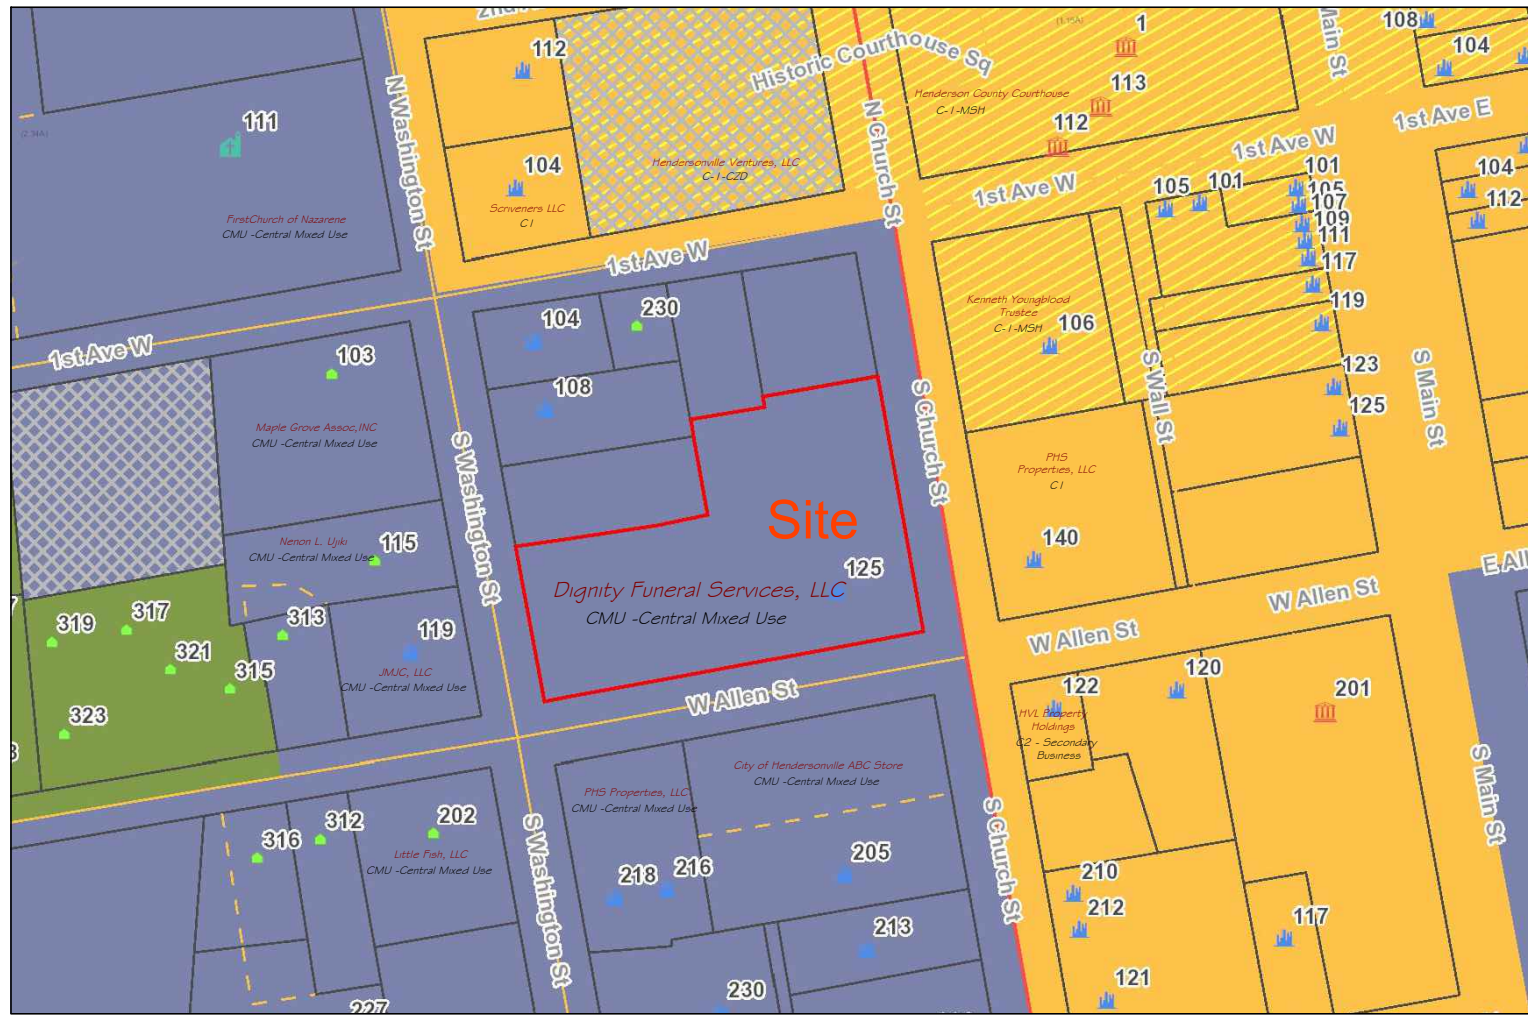 2nd
112
Historic Courthouse Sq
(1.15A)
1
Main St
108
104
N Washington St
Henderson County Courthouse
C-1-MSH
113
111
(2.34A)
N Church St
112
1st Ave E
104
Hendersonville Ventures, LLC
C-1-CZD
1st Ave W
101
104
Scriveners LLC
C1
1st Ave W
105
101
105
107
112
FirstChurch of Nazarene
CMU -Central Mixed Use
109
111
1st Ave W
117
104
230
Kenneth Youngblood
Trustee
C-1-MSH
106
119
1st Ave W
103
108
S Church St
S Wall St
123
S Main St
125
Maple Grove Assoc,INC
CMU -Central Mixed Use
S Washington St
PHS
Properties, LLC
C1
Site
Nenon L. Ujiki
CMU -Central Mixed Use
115
140
125
E All
Dignity Funeral Services, LLC
CMU -Central Mixed Use
W Allen St
319
317
313
119
W Allen St
321
315
JMJC, LLC
CMU -Central Mixed Use
W Allen St
120
122
201
323
HVL Property
Holdings
C2 - Secondary
Business
City of Hendersonville ABC Store
CMU -Central Mixed Use
PHS Properties, LLC
CMU -Central Mixed Use
S Main St
316
312
202
S Washington St
S Church St
Little Fish, LLC
CMU -Central Mixed Use
205
218
216
210
212
213
117
230
121
227